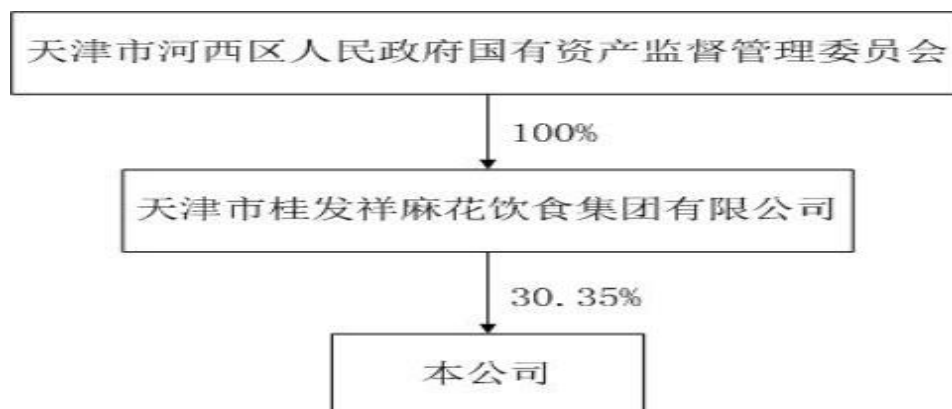 天津市河西区人民政府国有资产监督管理委员会
100%
天津市桂发祥麻花饮食集团有限公司
30.35%
本公司